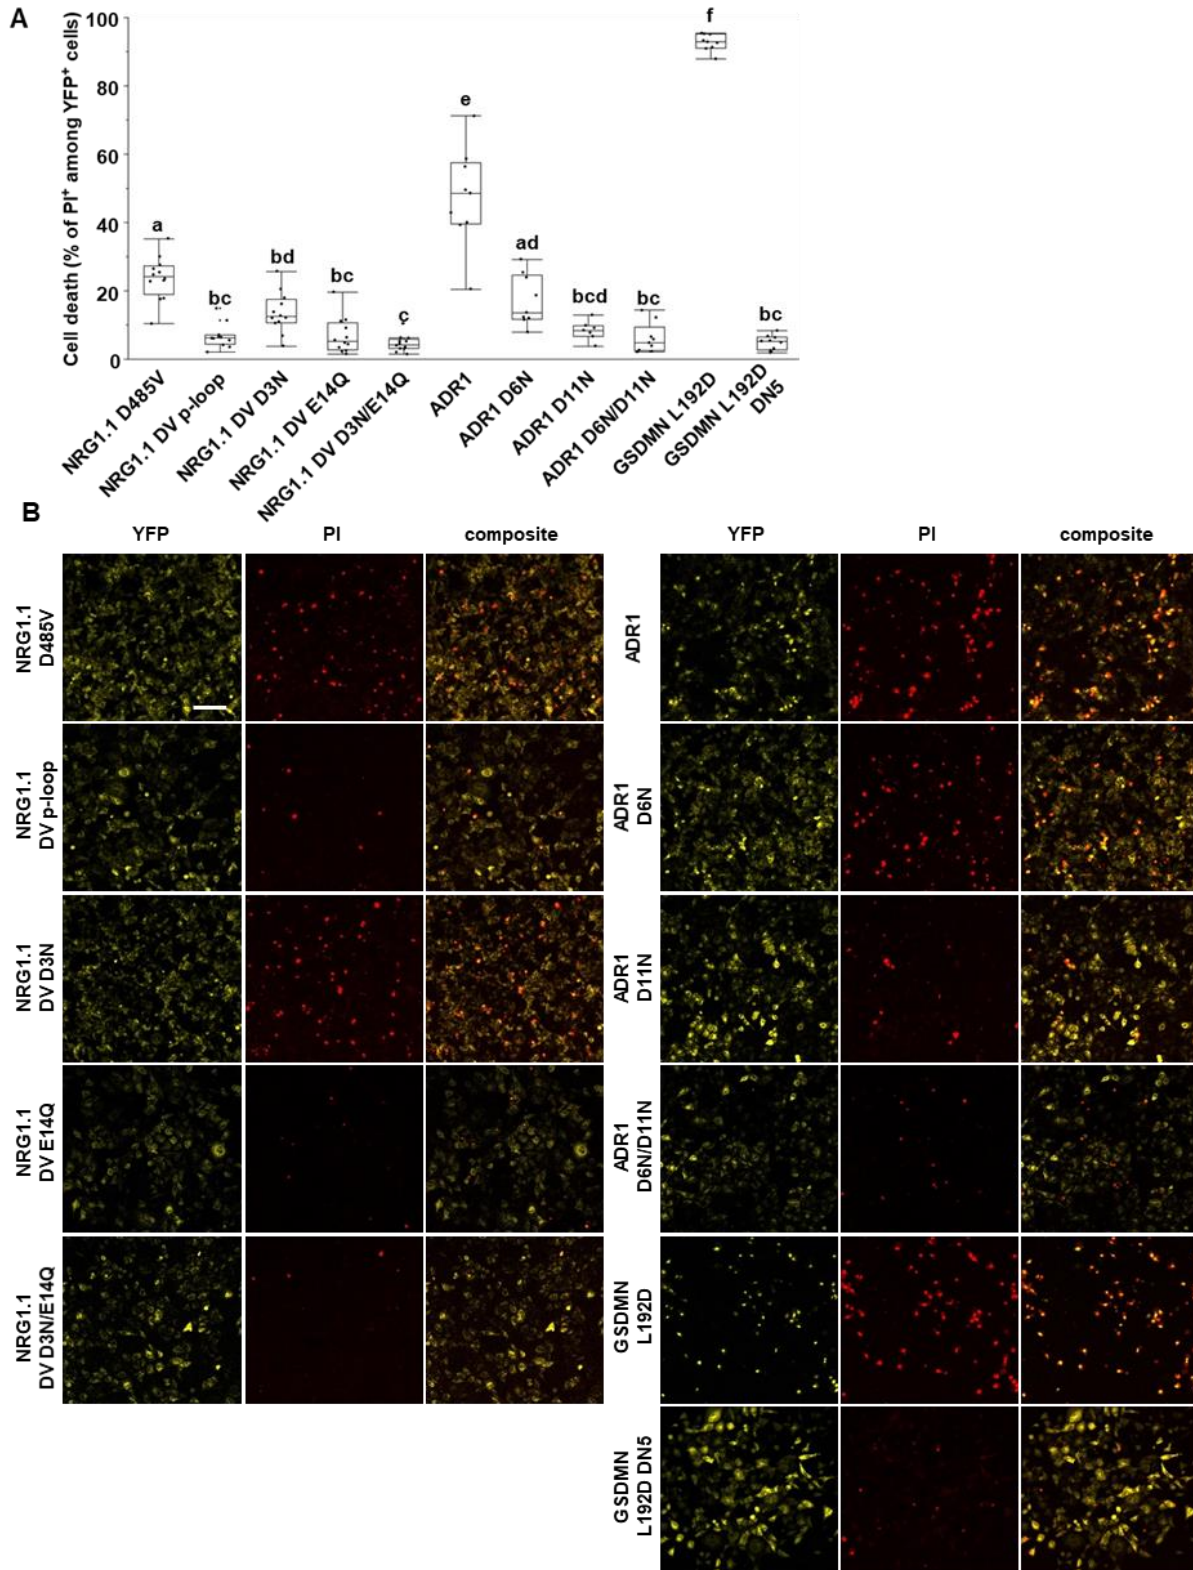 A
Cell death (% of PI⁺ among YFP⁺ cells)
100
80
60
40
20
0
a
bc
bd
bc
c
e
ad
bcd
bc
f
bc
NRG1.1 D485V
NRG1.1 DV p-loop
NRG1.1 DV D3N
NRG1.1 DV E14Q
NRG1.1 DV D3N/E14Q
ADR1
ADR1 D6N
ADR1 D11N
ADR1 D6N/D11N
GSDMN L192D
GSDMN L192D
DN5
B
YFP PI composite YFP PI composite
NRG1.1
D485V
ADR1
NRG1.1
DV p-loop
ADR1
D6N
NRG1.1
DV D3N
ADR1
D11N
NRG1.1
DV E14Q
ADR1
D6N/D11N
NRG1.1
DV D3N/E14Q
GSDMN
L192D
GSDMN
L192D DN5